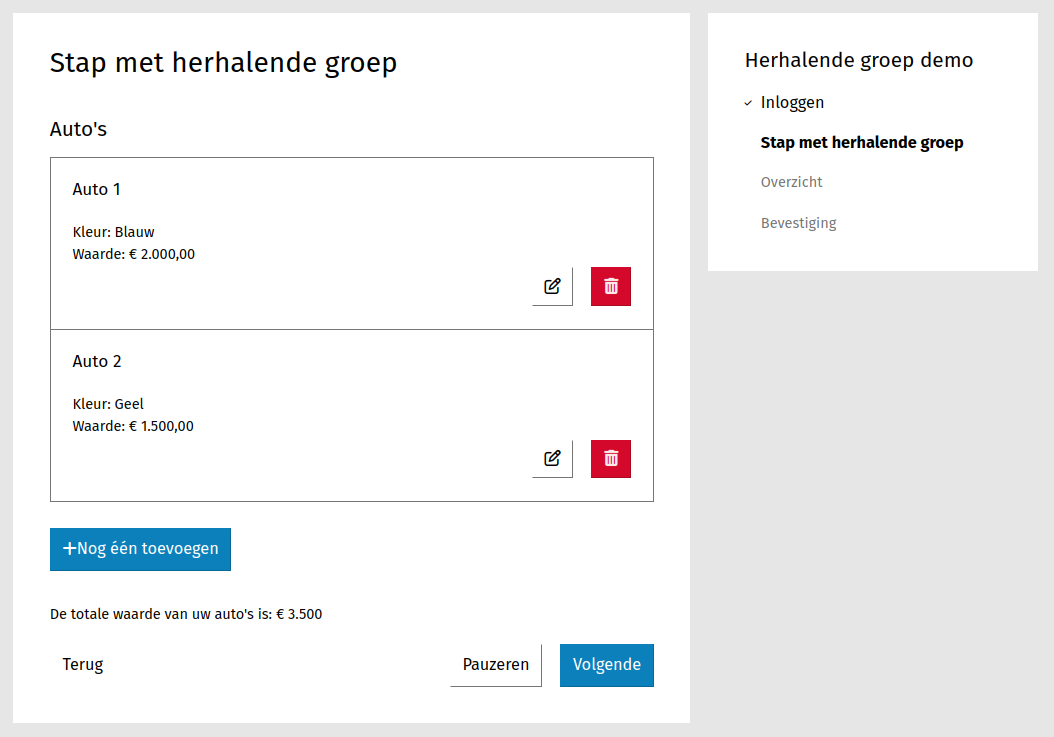 Stap met herhalende groep
Auto's
Auto 1
Kleur: Blauw
Waarde: € 2.000,00
Auto 2
Kleur: Geel
Waarde: € 1.500,00
Nog één toevoegen
De totale waarde van uw auto's is: € 3.500
Terug
Pauzeren
Volgende
Herhalende groep demo
Inloggen
Stap met herhalende groep
Overzicht
Bevestiging